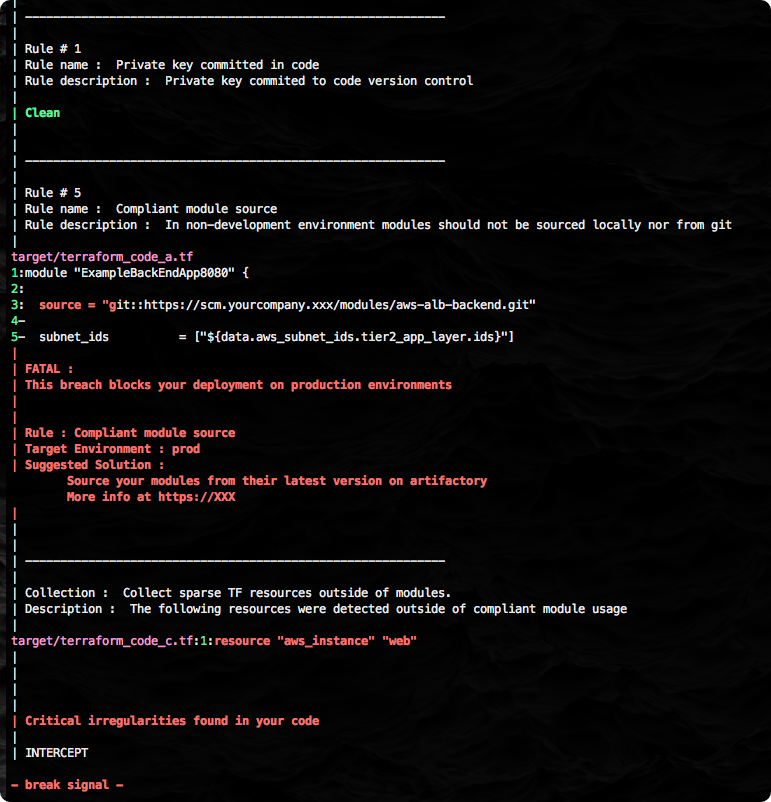 | ————————————————————————————————————————————————————————————
| Rule # 1
| Rule name :  Private key committed in code
| Rule description :  Private key commited to code version control
| Clean
| ————————————————————————————————————————————————————————————
| Rule # 5
| Rule name :  Compliant module source
| Rule description :  In non-development environment modules should not be sourced locally nor from git
target/terraform_code_a.tf
1:module "ExampleBackEndApp8080" {
2:
3:  source = "git::https://scm.yourcompany.xxx/modules/aws-alb-backend.git"
4-
5-  subnet_ids          = ["${data.aws_subnet_ids.tier2_app_layer.ids}"]
| FATAL :
| This breach blocks your deployment on production environments
| Rule : Compliant module source
| Target Environment : prod
| Suggested Solution :
Source your modules from their latest version on artifactory
More info at https://XXX
| ————————————————————————————————————————————————————————————
| Collection :  Collect sparse TF resources outside of modules.
| Description :  The following resources were detected outside of compliant module usage
target/terraform_code_c.tf:1:resource "aws_instance" "web"
| Critical irregularities found in your code
| INTERCEPT
- break signal -